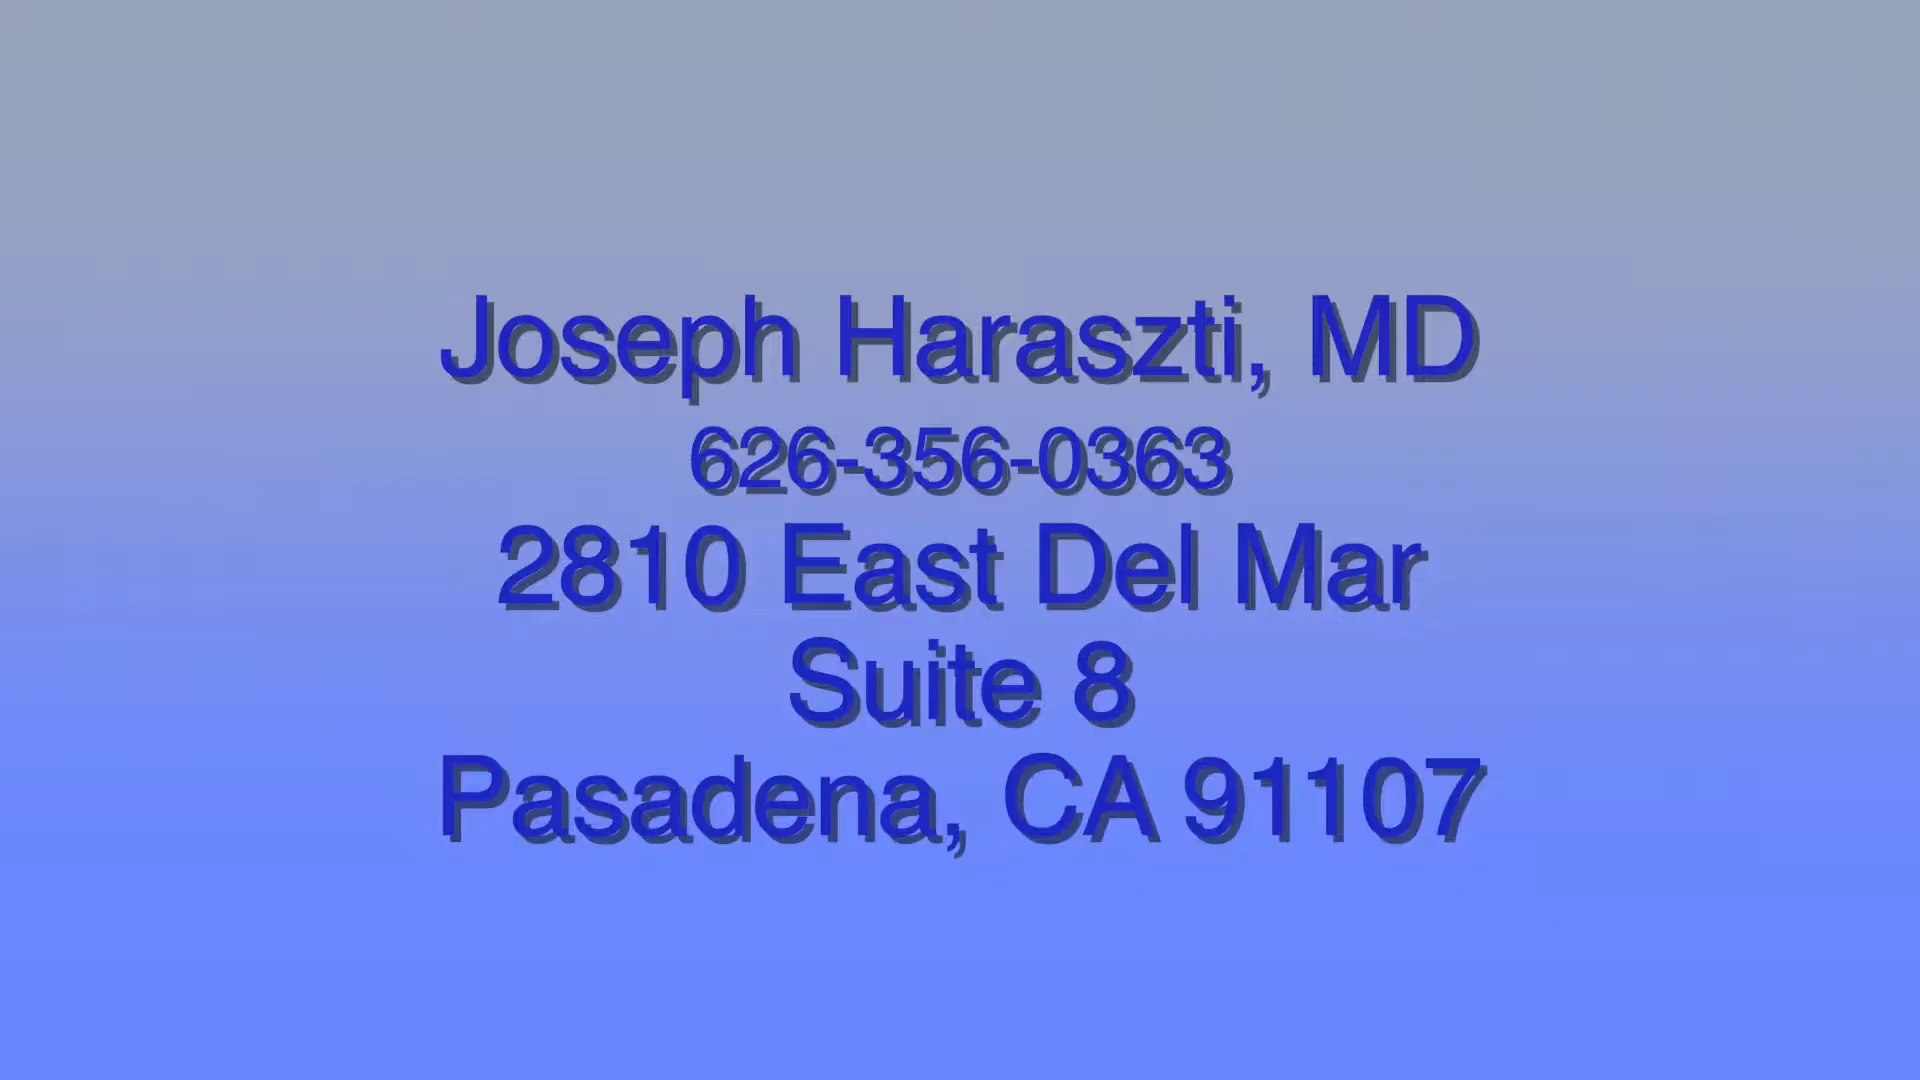 Joseph Haraszti, MD
626-356-0363
2810 East Del Mar
Suite 8
Pasadena, CA 91107